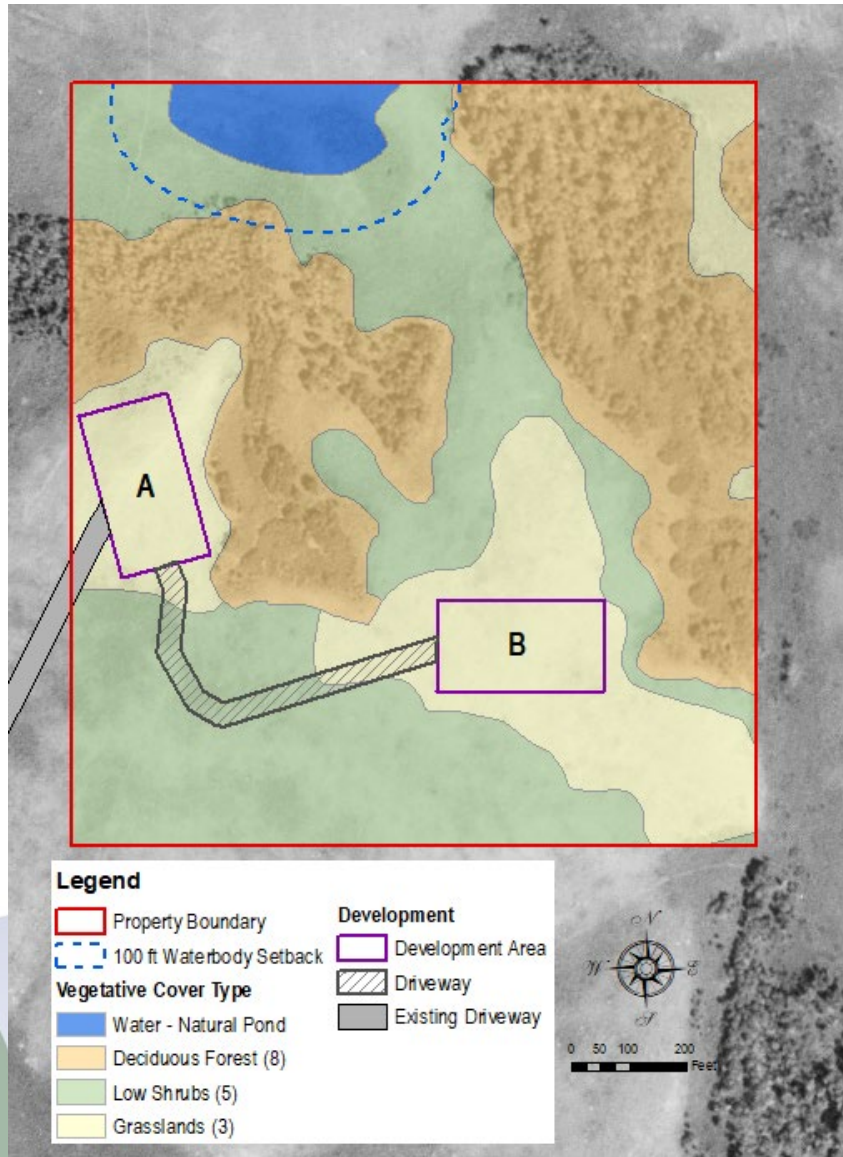 A
B
Legend
Property Boundary
100 ft Waterbody Setback
Vegetative Cover Type
Water - Natural Pond
Deciduous Forest (8)
Low Shrubs (5)
Grasslands (3)
Development
Development Area
Driveway
Existing Driveway
N
W E
S
0 50 100 200
Feet